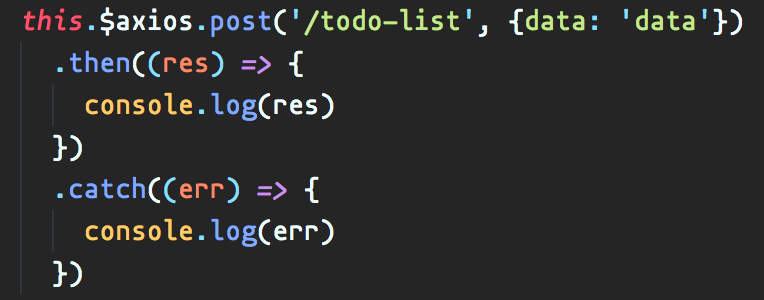 this.$axios.post('/todo-list', {data: 'data'})
  .then((res) => {
    console.log(res)
  })
  .catch((err) => {
    console.log(err)
  })